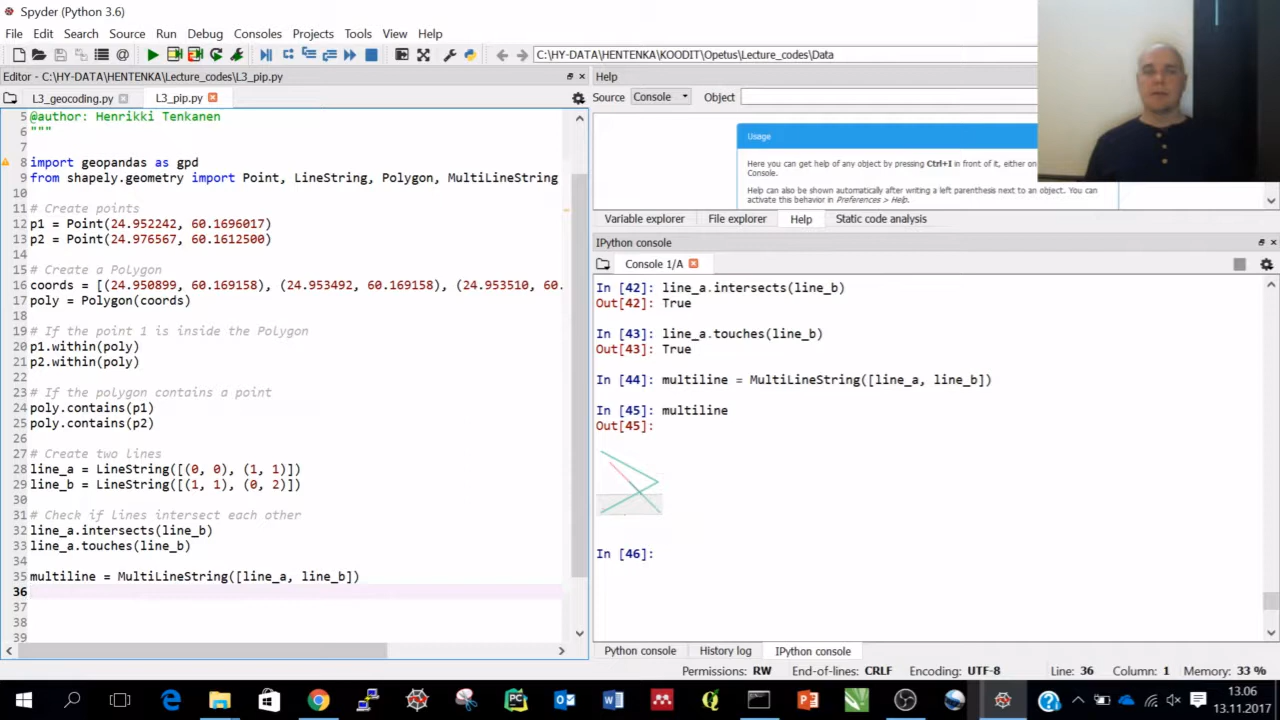 Spyder (Python 3.6)
File Edit Search Source Run Debug Consoles Projects Tools View Help
C:\HY-DATA\HENTENKA\KOODIT\Opetus\Lecture_codes\Data
Editor - C:\HY-DATA\HENTENKA\Lecture_codes\L3_pip.py
L3_geocoding.py
L3_pip.py
5 @author: Henrikki Tenkanen
6 """
7
8 import geopandas as gpd
9 from shapely.geometry import Point, LineString, Polygon, MultiLineString
10
11 # Create points
12 p1 = Point(24.952242, 60.1696017)
13 p2 = Point(24.976567, 60.1612500)
14
15 # Create a Polygon
16 coords = [(24.950899, 60.169158), (24.953492, 60.169158), (24.953510, 60.
17 poly = Polygon(coords)
18
19 # If the point 1 is inside the Polygon
20 p1.within(poly)
21 p2.within(poly)
22
23 # If the polygon contains a point
24 poly.contains(p1)
25 poly.contains(p2)
26
27 # Create two lines
28 line_a = LineString([(0, 0), (1, 1)])
29 line_b = LineString([(1, 1), (0, 2)])
30
31 # Check if lines intersect each other
32 line_a.intersects(line_b)
33 line_a.touches(line_b)
34
35 multiline = MultiLineString([line_a, line_b])
36
37
38
39
Help
Source Console Object
Usage
Here you can get help of any object by pressing Ctrl+I in front of it, either on
Console.
Help can also be shown automatically after writing a left parenthesis next to an object. You can
activate this behavior in Preferences > Help.
Variable explorer File explorer Help Static code analysis
IPython console
Console 1/A
In [42]: line_a.intersects(line_b)
Out[42]: True
In [43]: line_a.touches(line_b)
Out[43]: True
In [44]: multiline = MultiLineString([line_a, line_b])
In [45]: multiline
Out[45]:
In [46]:
Python console History log IPython console
Permissions: RW End-of-lines: CRLF Encoding: UTF-8 Line: 36 Column: 1 Memory: 33 %
13.06
13.11.2017